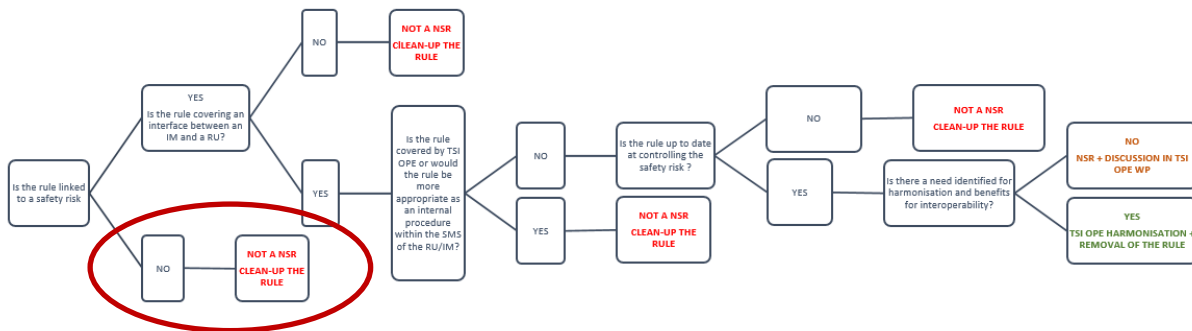 NO
NOT A NSR
ClLEAN-UP THE
RULE
YES
Is the rule covering an
interface between an
IM and a RU?
Is the rule linked
to a safety risk
NO
NOT A NSR
CLEAN-UP THE
RULE
YES
Is the rule
covered by TSI
OPE or would
the rule be
more
appropriate as
an internal
procedure
within the SMS
of the RU/IM?
NO
Is the rule up to date
at controlling the
safety risk ?
YES
NOT A NSR
CLEAN-UP THE
RULE
NO
NOT A NSR
CLEAN-UP THE RULE
YES
Is there a need identified for
harmonisation and benefits
for interoperability?
NO
NSR + DISCUSSION IN TSI
OPE WP
YES
TSI OPE HARMONISATION +
REMOVAL OF THE RULE